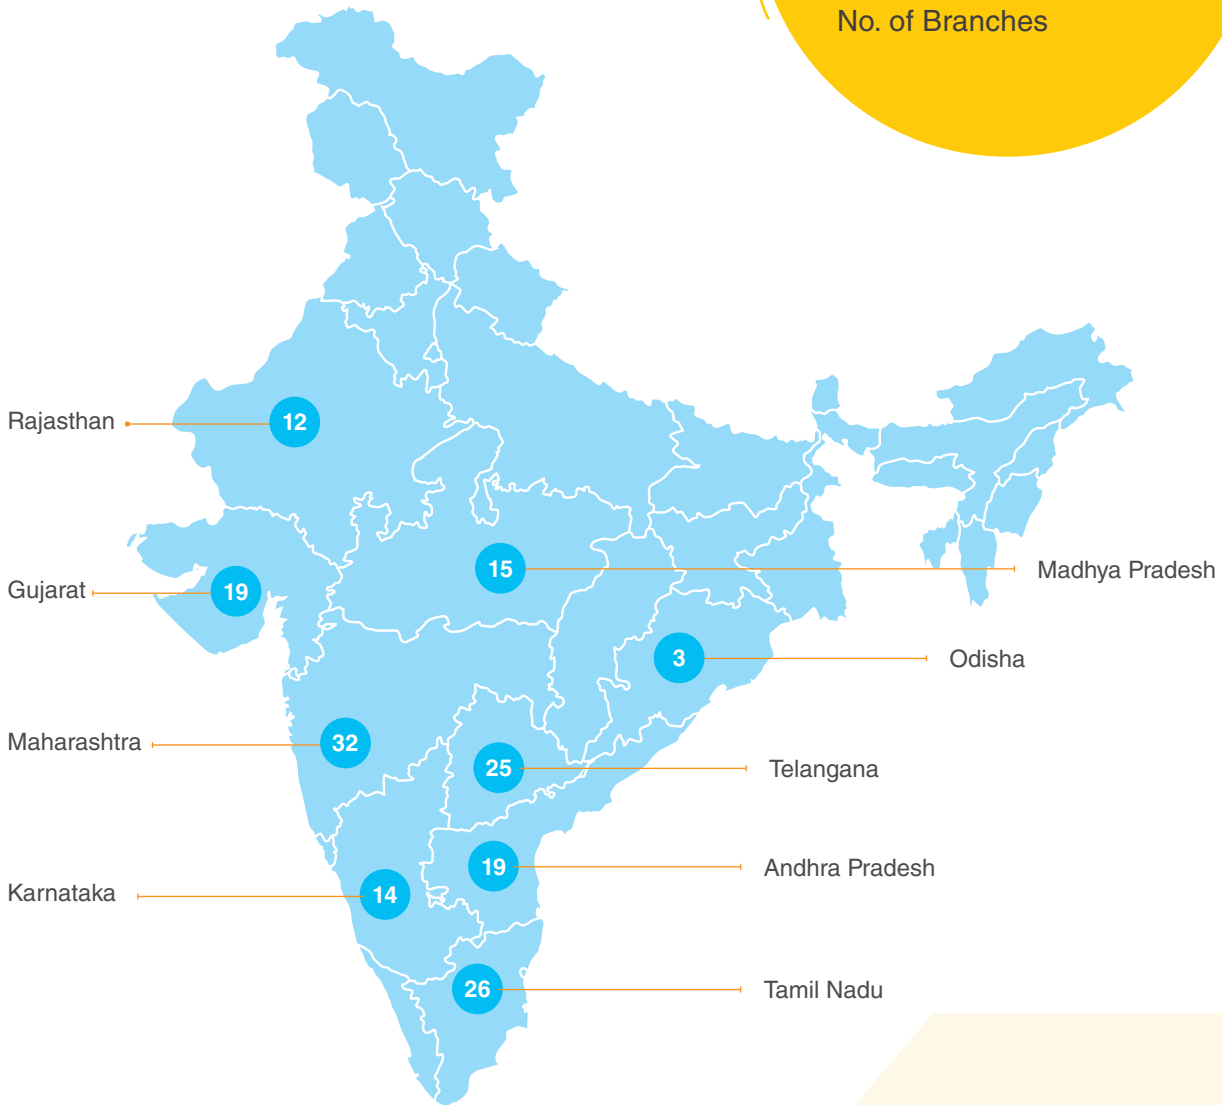 No. of Branches
Rajasthan
12
Gujarat
19
15
Madhya Pradesh
3
Odisha
Maharashtra
32
25
Telangana
19
Andhra Pradesh
Karnataka
14
26
Tamil Nadu